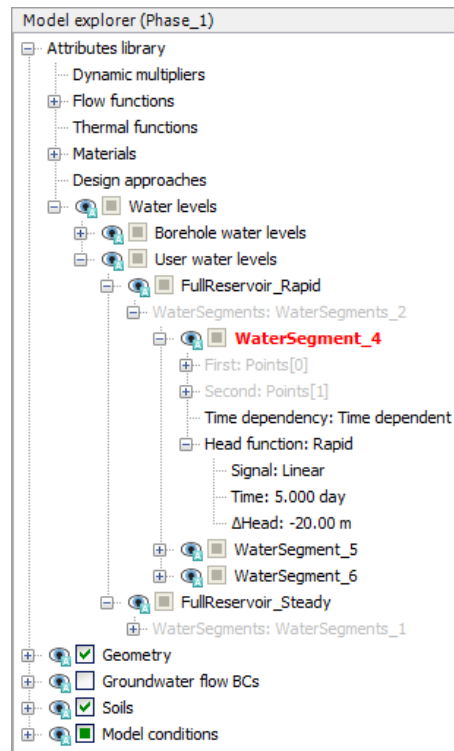 Model explorer (Phase_1)
Attributes library
Dynamic multipliers
Flow functions
Thermal functions
Materials
Design approaches
Water levels
Borehole water levels
User water levels
FullReservoir_Rapid
WaterSegments: WaterSegments_2
WaterSegment_4
First: Points[0]
Second: Points[1]
Time dependency: Time dependent
Head function: Rapid
Signal: Linear
Time: 5.000 day
ΔHead: -20.00 m
WaterSegment_5
WaterSegment_6
FullReservoir_Steady
WaterSegments: WaterSegments_1
Geometry
Groundwater flow BCs
Soils
Model conditions